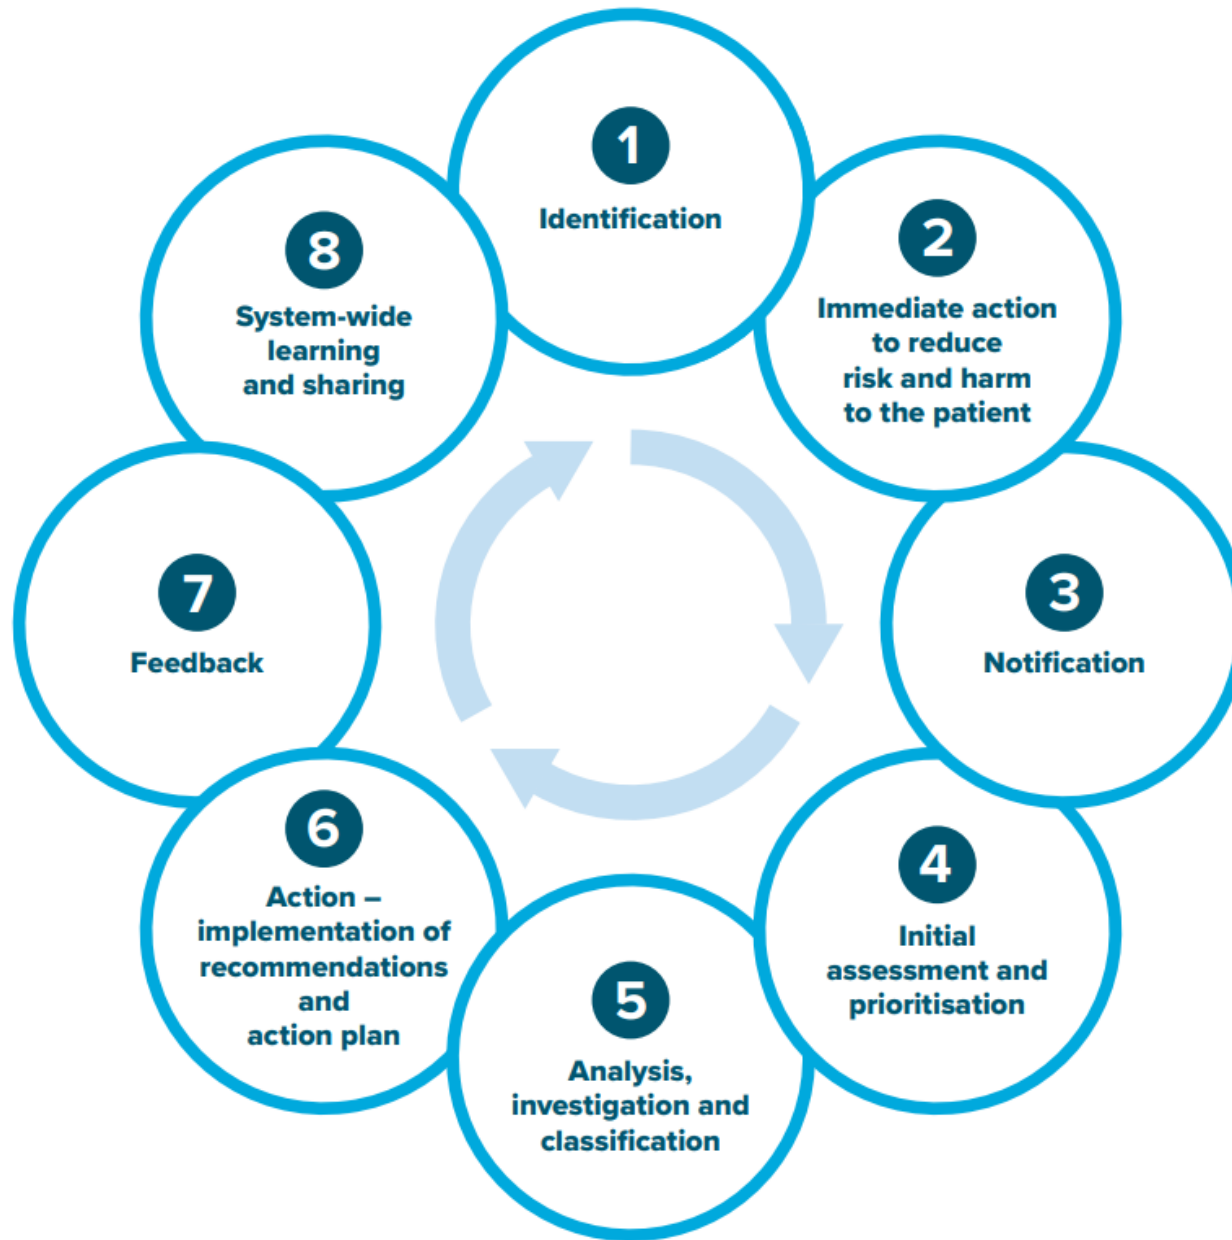 1
Identification
2
Immediate action
to reduce
risk and harm
to the patient
3
Notification
4
Initial
assessment and
prioritisation
5
Analysis,
investigation and
classification
6
Action –
implementation of
recommendations
and
action plan
7
Feedback
8
System-wide
learning
and sharing